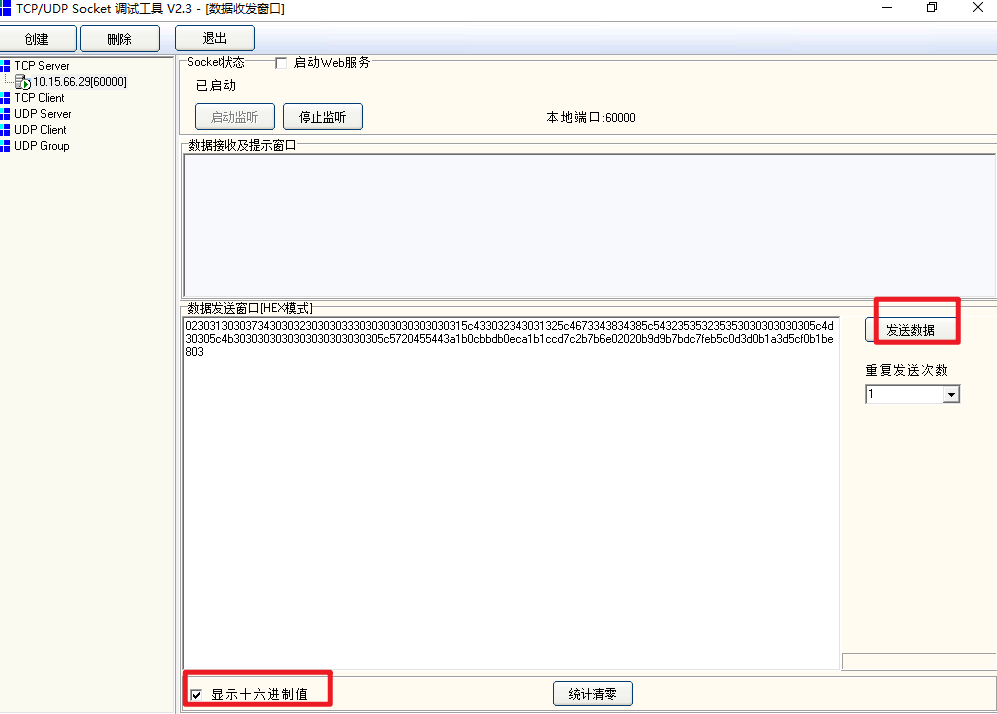 TCP/UDP Socket 调试工具 V2.3 - [数据收发窗口]
创建 删除 退出
TCP Server
10.15.66.29[60000]
TCP Client
UDP Server
UDP Client
UDP Group
Socket状态 启动Web服务
已启动
启动监听 停止监听 本地端口:60000
数据接收及提示窗口
数据发送窗口[HEX模式]
发送数据
重复发送次数
1
显示十六进制值 统计清零